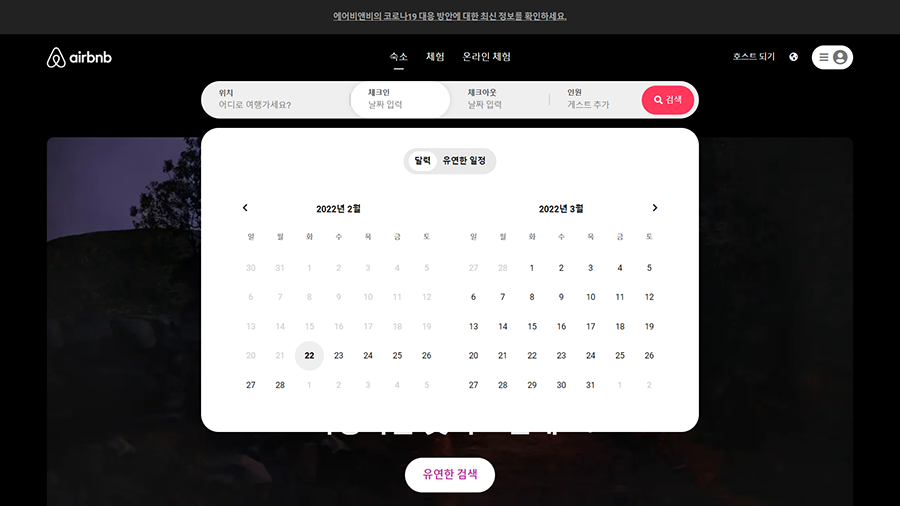 에어비앤비의 코로나19 대응 방안에 대한 최신 정보를 확인하세요.
airbnb 숙소 체험 온라인 체험 호스트 되기
위치 체크인 체크아웃 인원
어디로 여행가세요? 날짜 입력 날짜 입력 게스트 추가 검색
달력 유연한 일정
2022년 2월 2022년 3월
일 월 화 수 목 금 토 일 월 화 수 목 금 토
30 31 1 2 3 4 5 27 28 1 2 3 4 5
6 7 8 9 10 11 12 6 7 8 9 10 11 12
13 14 15 16 17 18 19 13 14 15 16 17 18 19
20 21 22 23 24 25 26 20 21 22 23 24 25 26
27 28 1 2 3 4 5 27 28 29 30 31 1 2
유연한 검색